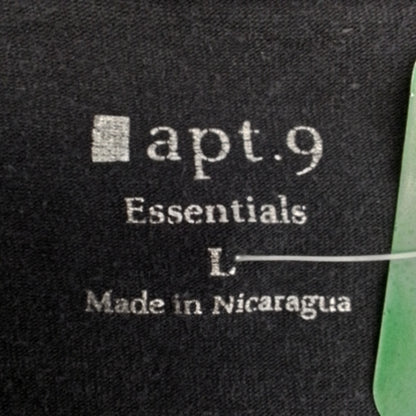 apt.9
Essentials
L
Made in Nicaragua